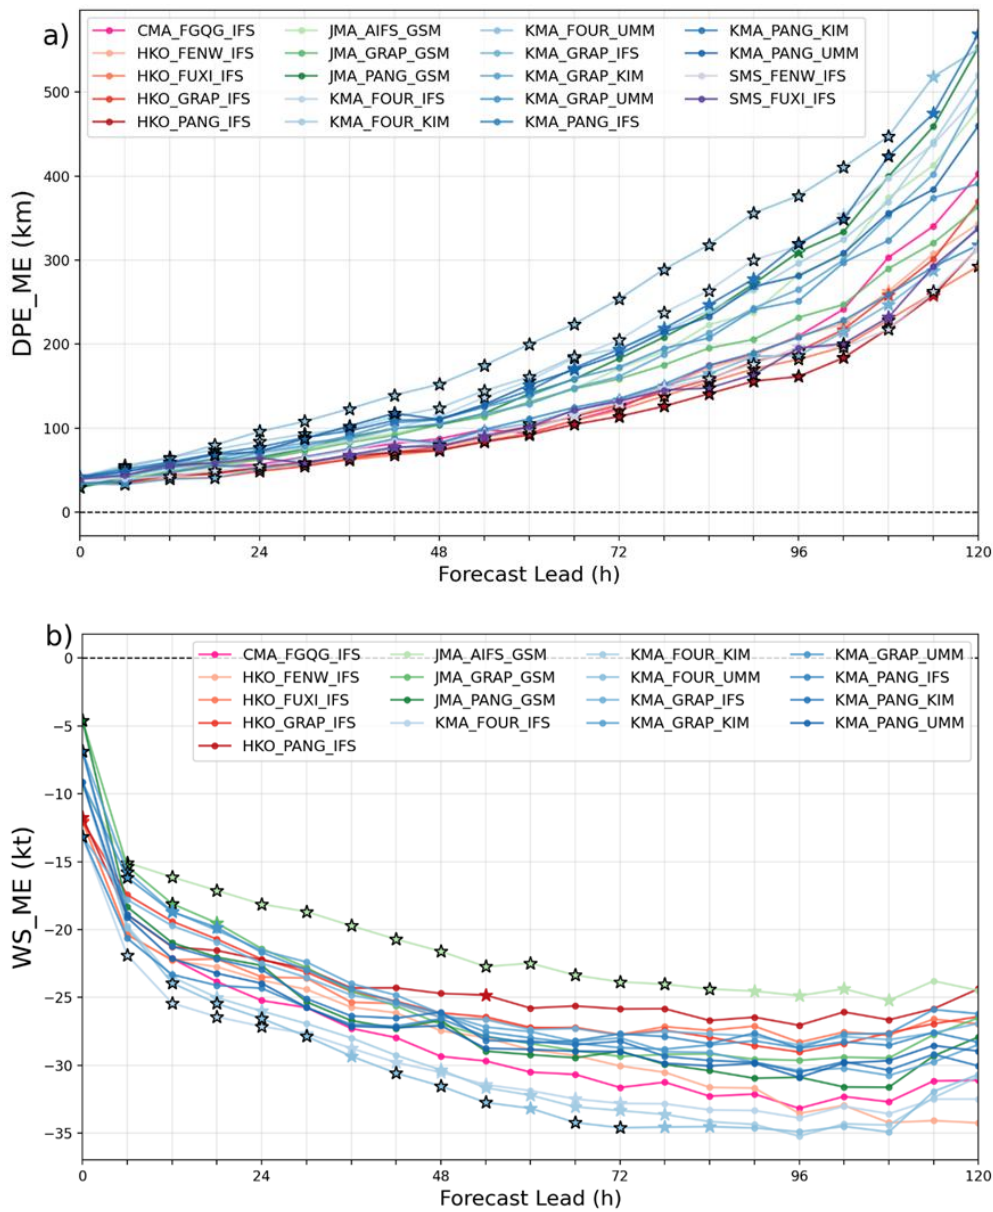 a)
CMA_FGQG_IFS JMA_AIFS_GSM KMA_FOUR_UMM KMA_PANG_KIM
HKO_FENW_IFS JMA_GRAP_GSM KMA_GRAP_IFS KMA_PANG_UMM
HKO_FUXI_IFS JMA_PANG_GSM KMA_GRAP_KIM SMS_FENW_IFS
HKO_GRAP_IFS KMA_FOUR_IFS KMA_GRAP_UMM SMS_FUXI_IFS
HKO_PANG_IFS KMA_FOUR_KIM KMA_PANG_IFS
DPE_ME (km)
500
400
300
200
100
0
0 24 48 72 96 120
Forecast Lead (h)
b)
CMA_FGQG_IFS JMA_AIFS_GSM KMA_FOUR_KIM KMA_GRAP_UMM
HKO_FENW_IFS JMA_GRAP_GSM KMA_FOUR_UMM KMA_PANG_IFS
HKO_FUXI_IFS JMA_PANG_GSM KMA_GRAP_IFS KMA_PANG_KIM
HKO_GRAP_IFS KMA_FOUR_IFS KMA_GRAP_KIM KMA_PANG_UMM
HKO_PANG_IFS
WS_ME (kt)
0
−5
−10
−15
−20
−25
−30
−35
0 24 48 72 96 120
Forecast Lead (h)